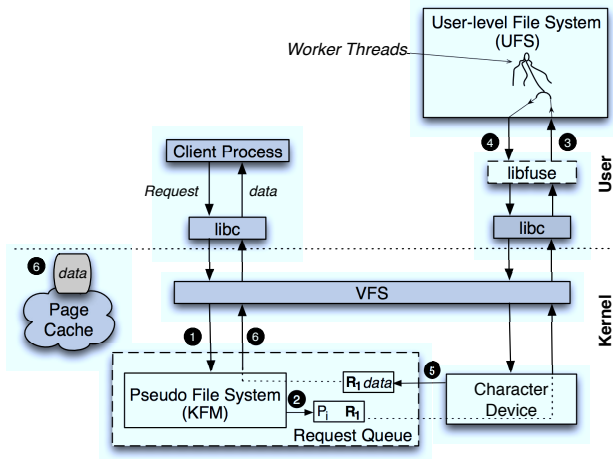 User-level File System
(UFS)
Worker Threads
4
3
Client Process
libfuse
Request
data
User
libc
libc
6
data
Page
Cache
VFS
Kernel
1
6
5
R1 data
Pseudo File System
(KFM)
2
Pi R1
Request Queue
Character
Device